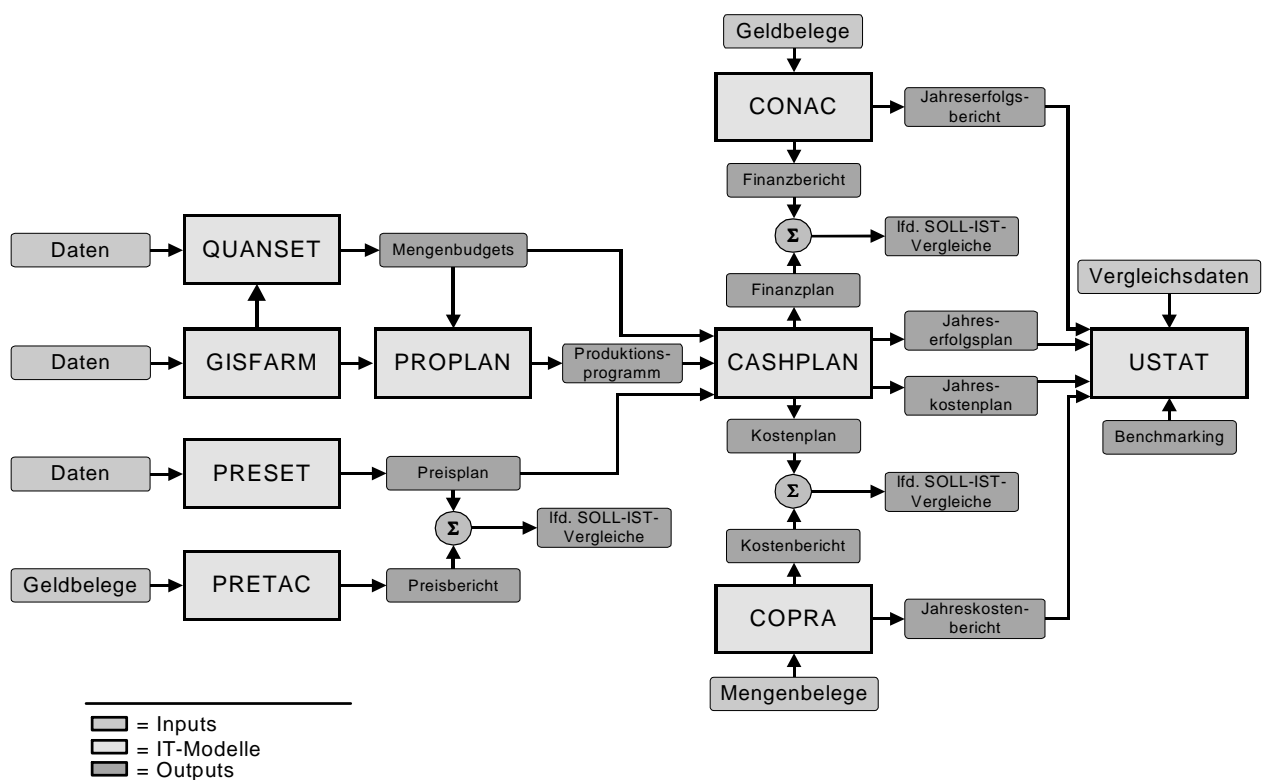 Geldbelege
CONAC
Jahreserfolgs-
bericht
Finanzbericht
Σ
lfd. SOLL-IST-
Vergleiche
Finanzplan
Daten
QUANSET
Mengenbudgets
Vergleichsdaten
Daten
GISFARM
PROPLAN
Produktions-
programm
CASHPLAN
Jahres-
erfolgsplan
Jahres-
kostenplan
USTAT
Kostenplan
Benchmarking
Daten
PRESET
Preisplan
Σ
lfd. SOLL-IST-
Vergleiche
Σ
lfd. SOLL-IST-
Vergleiche
Kostenbericht
Geldbelege
PRETAC
Preisbericht
COPRA
Jahreskosten-
bericht
Mengenbelege
= Inputs
= IT-Modelle
= Outputs